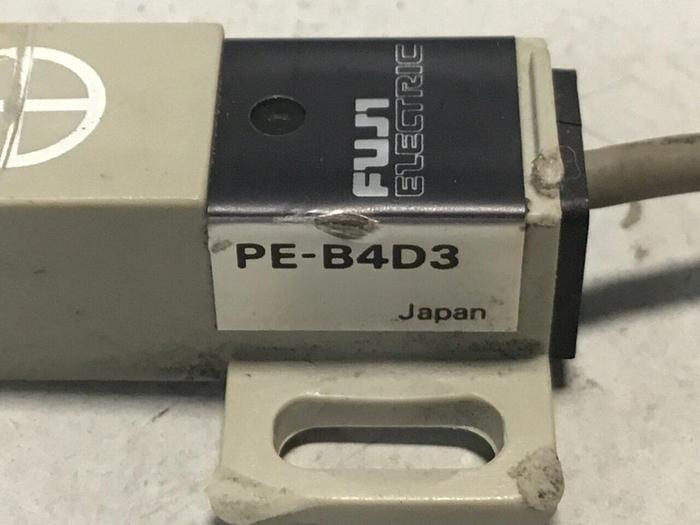 FUJI
ELECTRIC
PE-B4D3
Japan